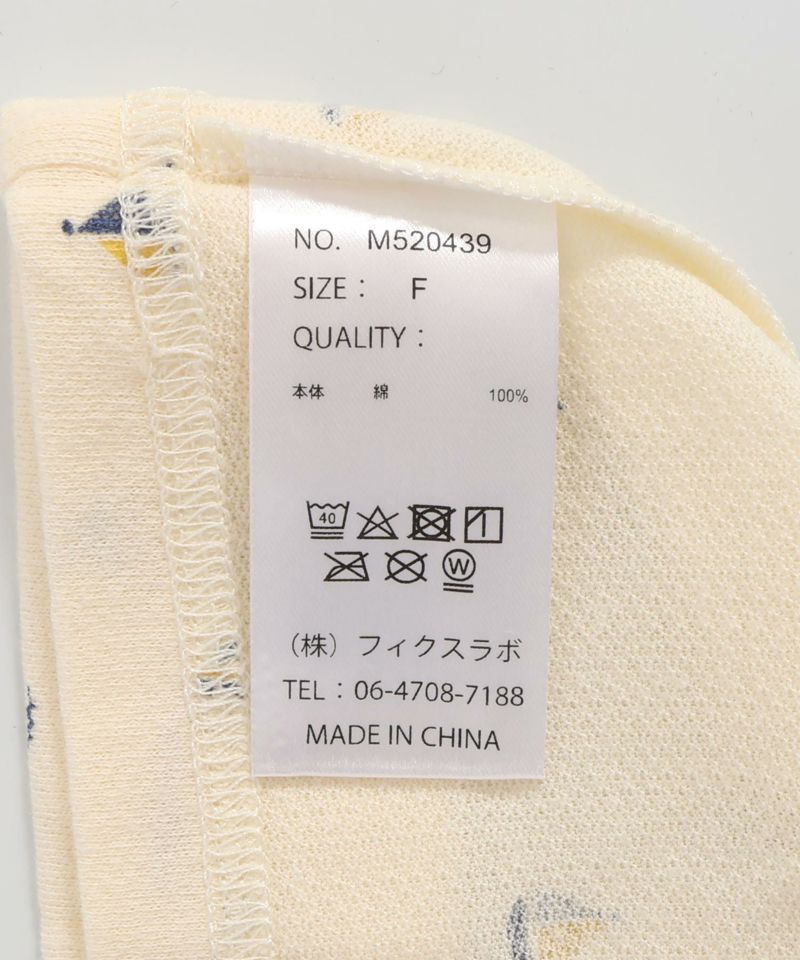 NO. M520439
SIZE： F
QUALITY：
本体 綿 100%
40
W
（株）フィクスラボ
TEL：06-4708-7188
MADE IN CHINA